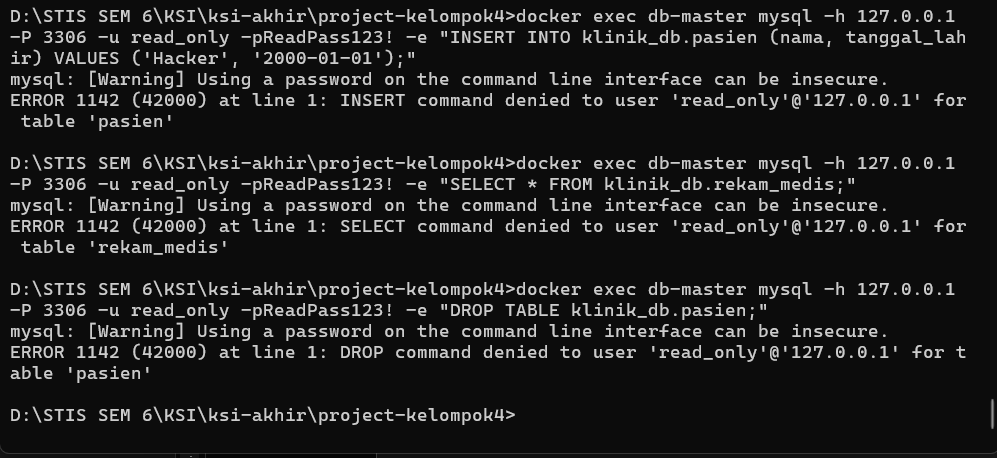 D:\STIS SEM 6\KSI\ksi-akhir\project-kelompok4>docker exec db-master mysql -h 127.0.0.1
-P 3306 -u read_only -pReadPass123! -e "INSERT INTO klinik_db.pasien (nama, tanggal_lah
ir) VALUES ('Hacker', '2000-01-01');"
mysql: [Warning] Using a password on the command line interface can be insecure.
ERROR 1142 (42000) at line 1: INSERT command denied to user 'read_only'@'127.0.0.1' for
 table 'pasien'

D:\STIS SEM 6\KSI\ksi-akhir\project-kelompok4>docker exec db-master mysql -h 127.0.0.1
-P 3306 -u read_only -pReadPass123! -e "SELECT * FROM klinik_db.rekam_medis;"
mysql: [Warning] Using a password on the command line interface can be insecure.
ERROR 1142 (42000) at line 1: SELECT command denied to user 'read_only'@'127.0.0.1' for
 table 'rekam_medis'

D:\STIS SEM 6\KSI\ksi-akhir\project-kelompok4>docker exec db-master mysql -h 127.0.0.1
-P 3306 -u read_only -pReadPass123! -e "DROP TABLE klinik_db.pasien;"
mysql: [Warning] Using a password on the command line interface can be insecure.
ERROR 1142 (42000) at line 1: DROP command denied to user 'read_only'@'127.0.0.1' for t
able 'pasien'

D:\STIS SEM 6\KSI\ksi-akhir\project-kelompok4>